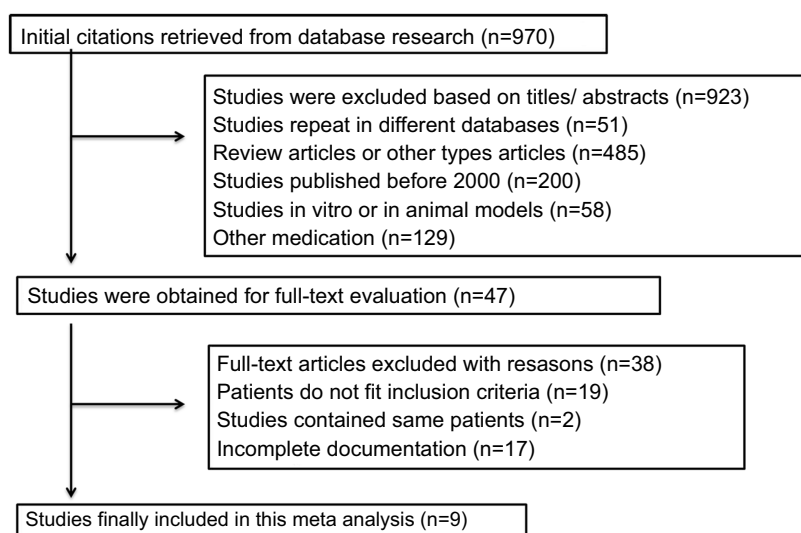 Initial citations retrieved from database research (n=970)
Studies were excluded based on titles/ abstracts (n=923)
Studies repeat in different databases (n=51)
Review articles or other types articles (n=485)
Studies published before 2000 (n=200)
Studies in vitro or in animal models (n=58)
Other medication (n=129)
Studies were obtained for full-text evaluation (n=47)
Full-text articles excluded with resasons (n=38)
Patients do not fit inclusion criteria (n=19)
Studies contained same patients (n=2)
Incomplete documentation (n=17)
Studies finally included in this meta analysis (n=9)